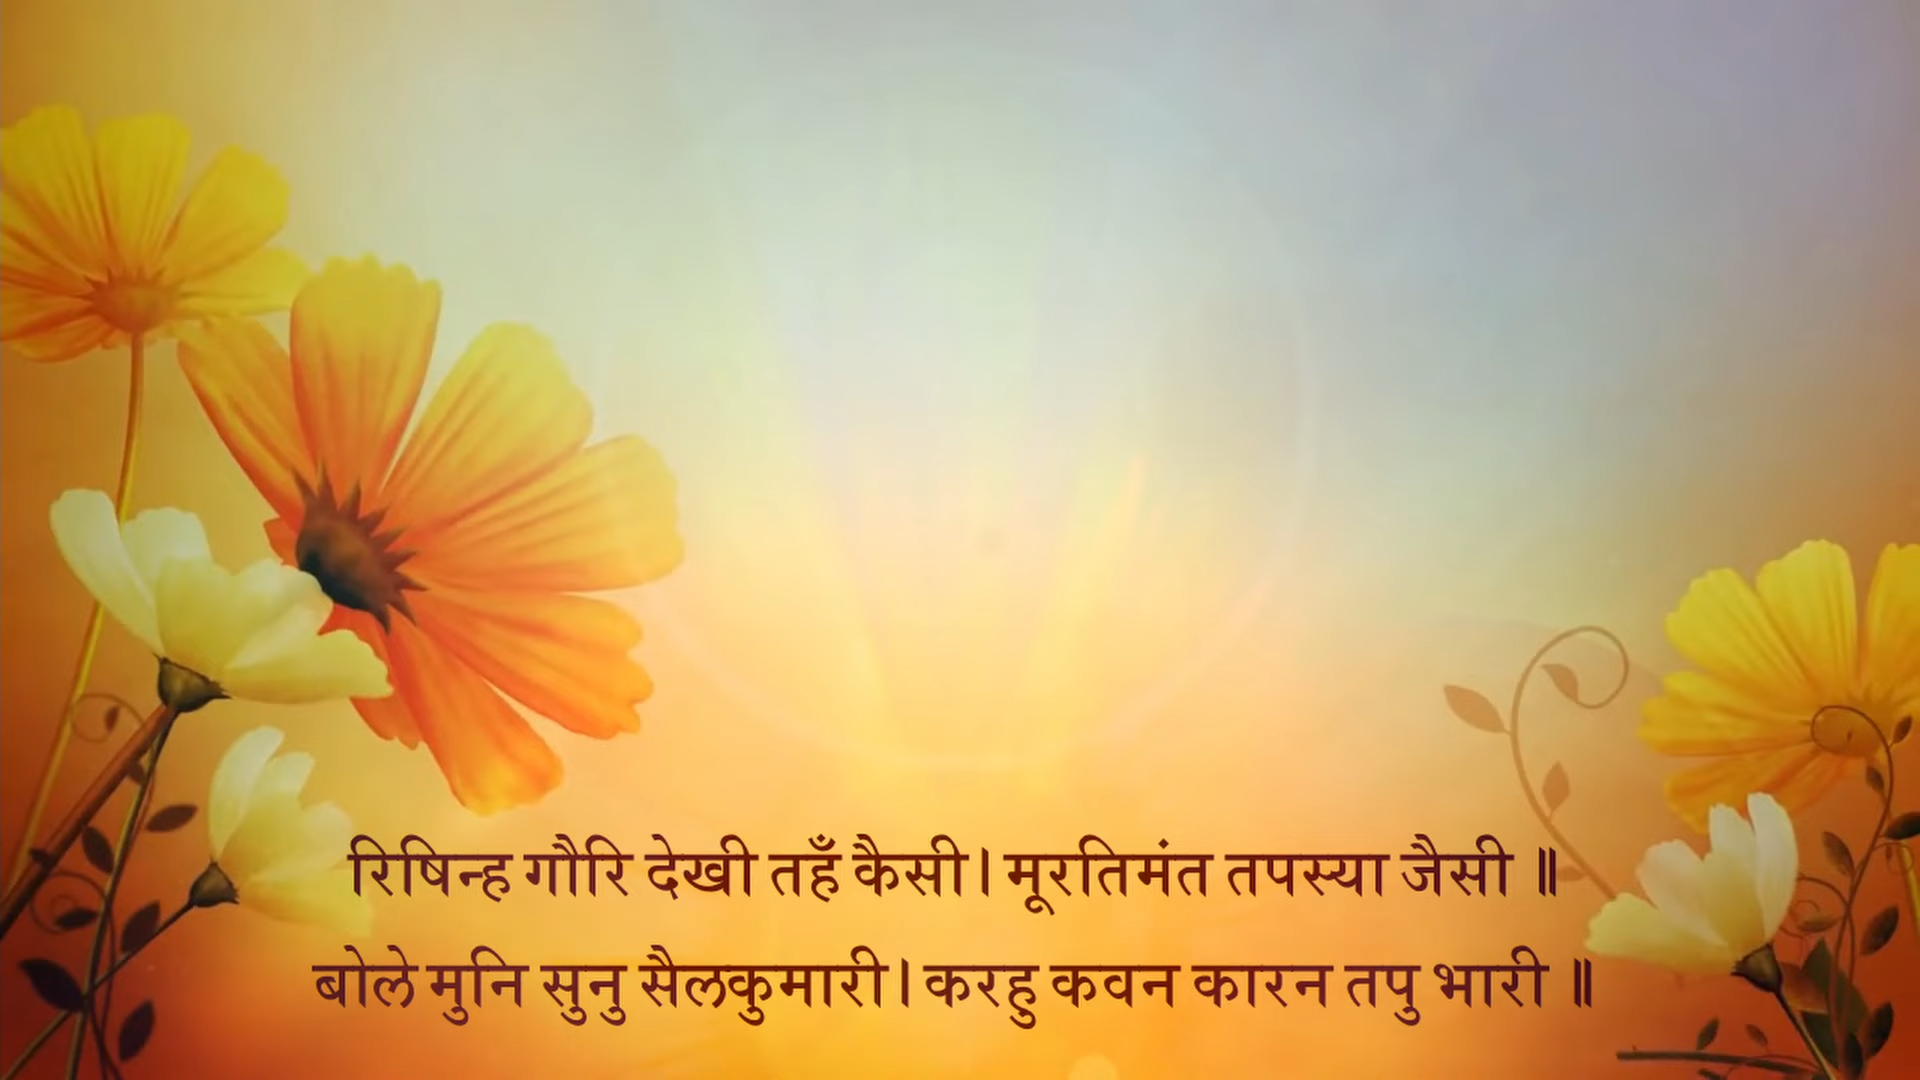 रिषिन्ह गौरि देखी तहँ कैसी। मूरतिमंत तपस्या जैसी ॥
बोले मुनि सुनु सैलकुमारी। करहु कवन कारन तपु भारी ॥